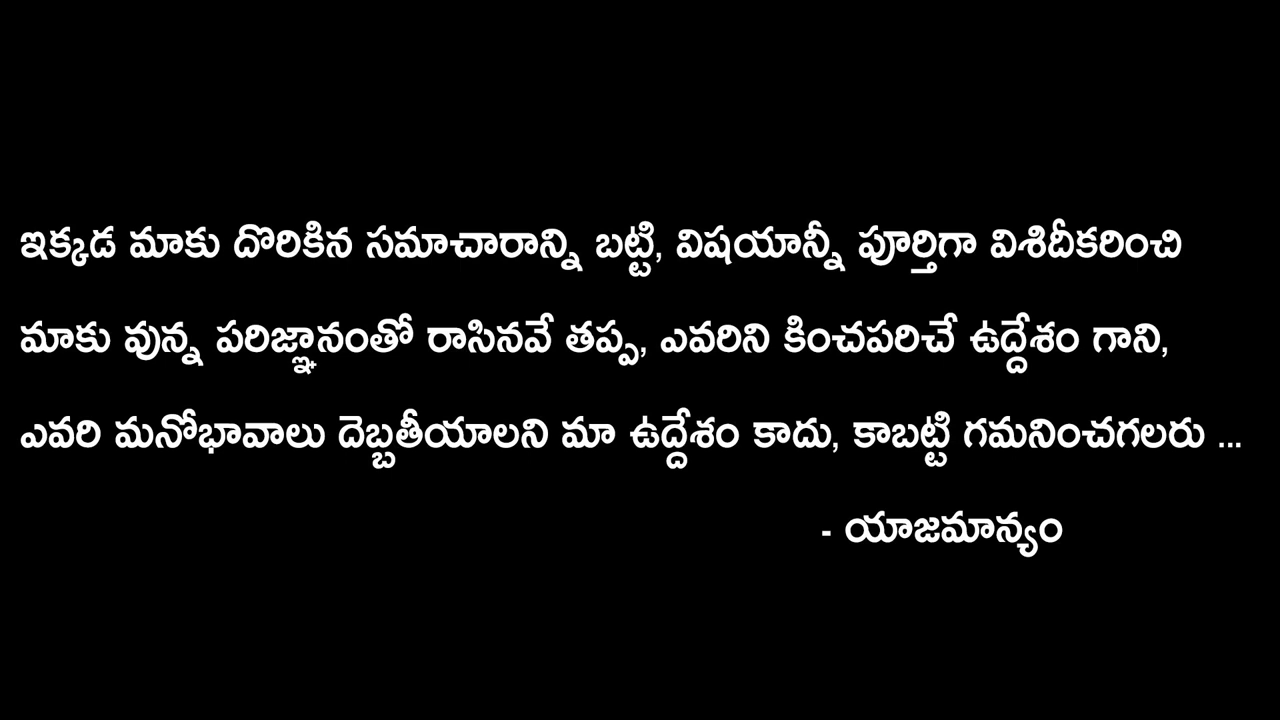 ఇక్కడ మాకు దొరికిన సమాచారాన్ని బట్టి, విషయాన్నీ పూర్తిగా విశిదీకరించి
మాకు వున్న పరిజ్ఞానంతో రాసినవే తప్ప, ఎవరిని కించపరిచే ఉద్దేశం గాని,
ఎవరి మనోభావాలు దెబ్బతీయాలని మా ఉద్దేశం కాదు, కాబట్టి గమనించగలరు ...
- యాజమాన్యం